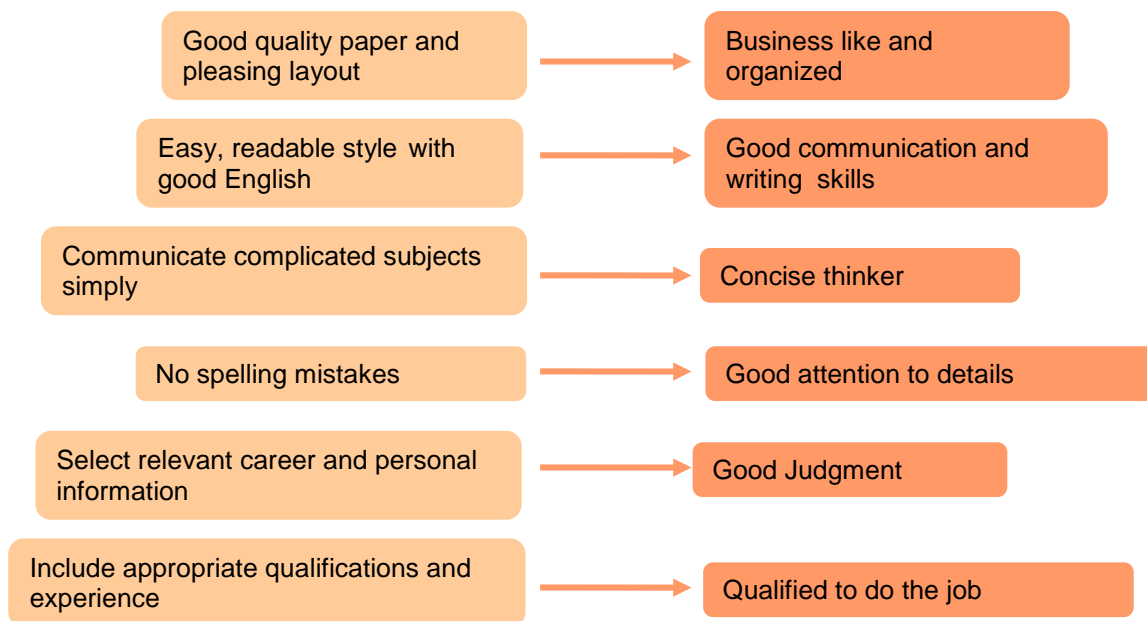 Good quality paper and
pleasing layout
Business like and
organized
Easy, readable style with
good English
Good communication and
writing skills
Communicate complicated subjects
simply
Concise thinker
No spelling mistakes
Good attention to details
Select relevant career and personal
information
Good Judgment
Include appropriate qualifications and
experience
Qualified to do the job